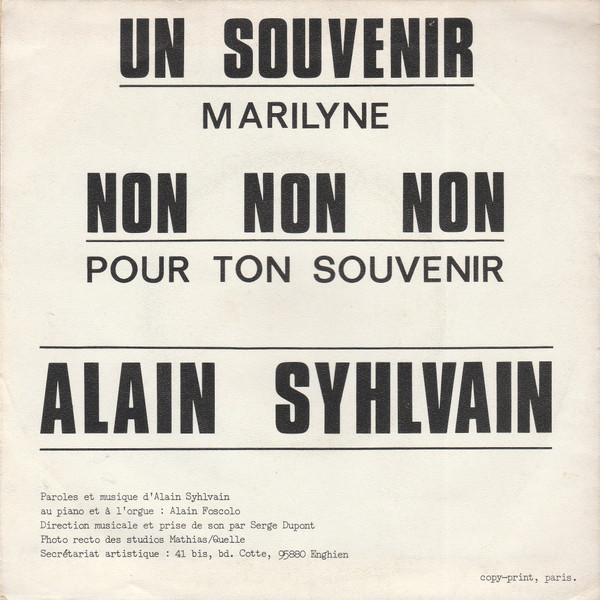 UN SOUVENIR
MARILYNE
NON NON NON
POUR TON SOUVENIR
ALAIN SYHLVAIN
Paroles et musique d'Alain Syhlvain
au piano et à l'orgue : Alain Foscolo
Direction musicale et prise de son par Serge Dupont
Photo recto des studios Mathias/Guelle
Secrétariat artistique : 41 bis, bd. Cotte, 95880 Enghien
copy-print, paris.